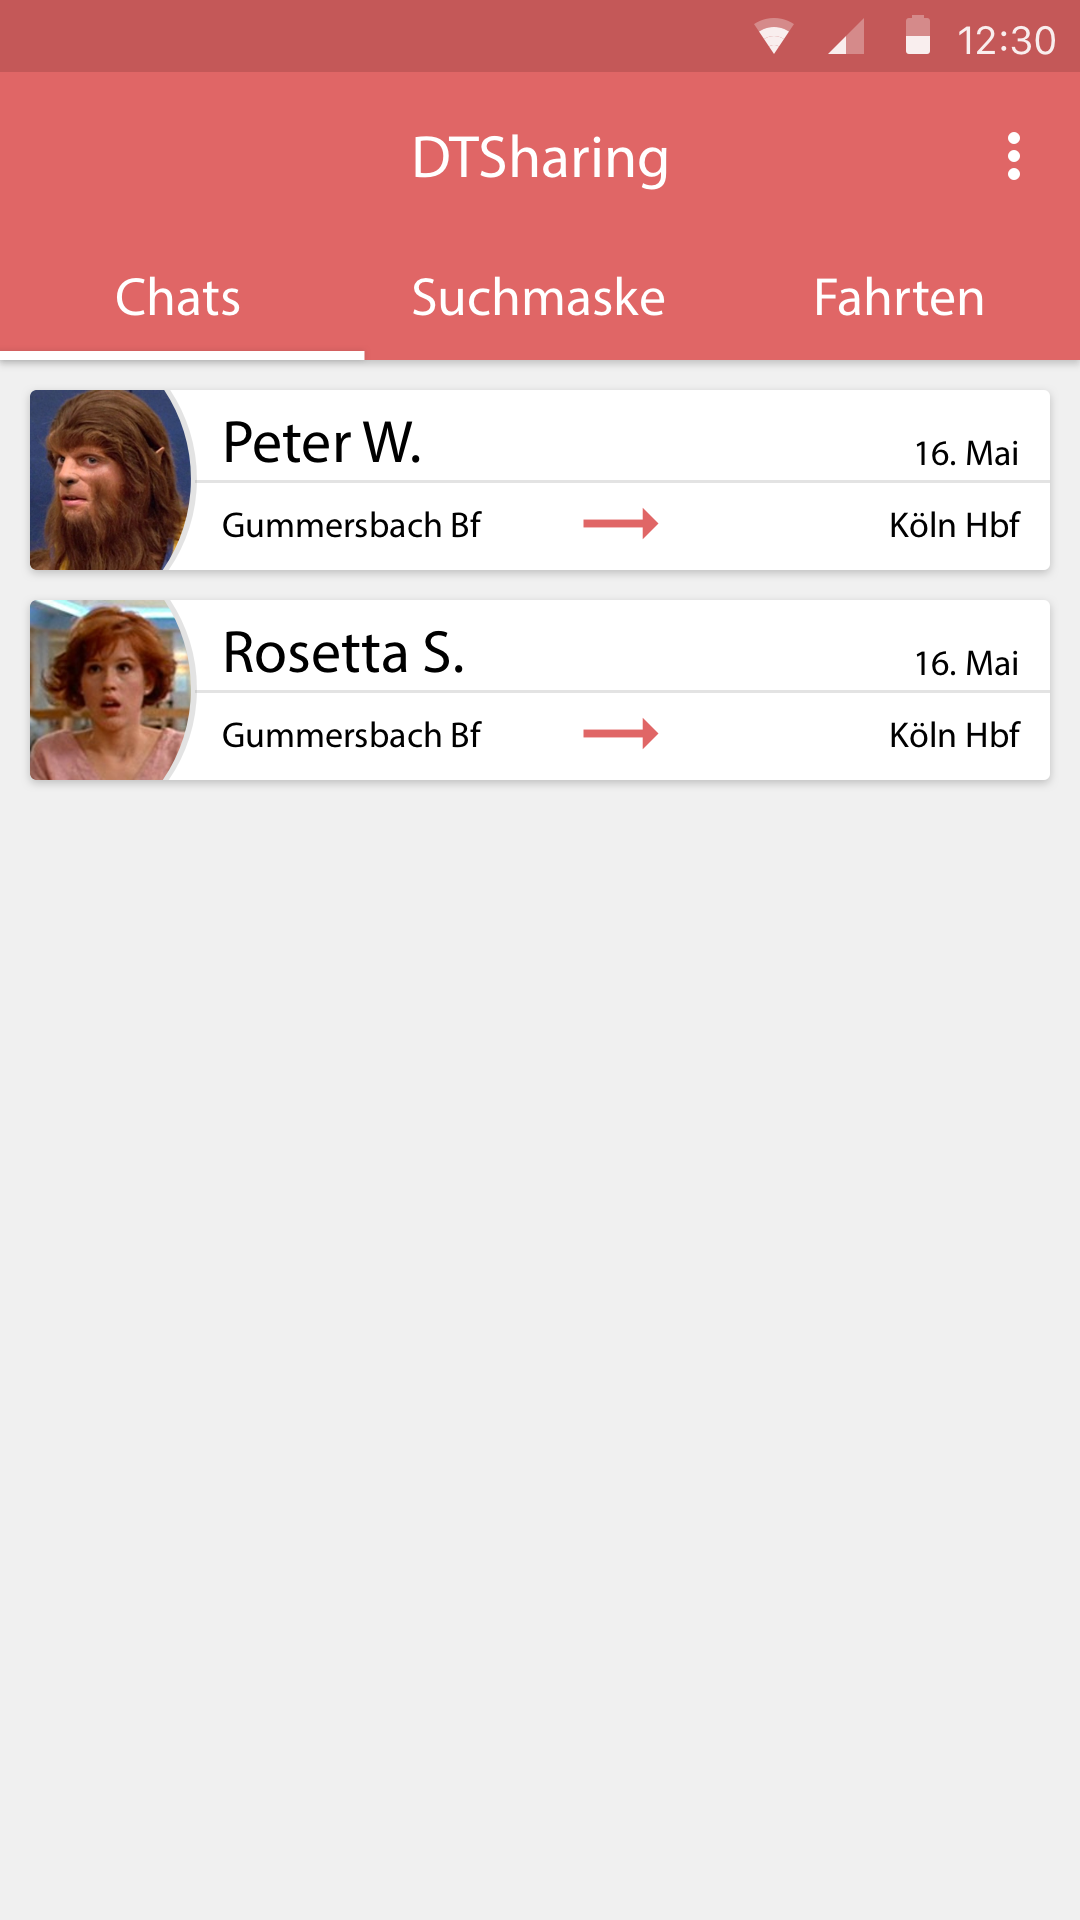 12:30
DTSharing
Chats Suchmaske Fahrten
Peter W. 16. Mai
Gummersbach Bf Köln Hbf
Rosetta S. 16. Mai
Gummersbach Bf Köln Hbf